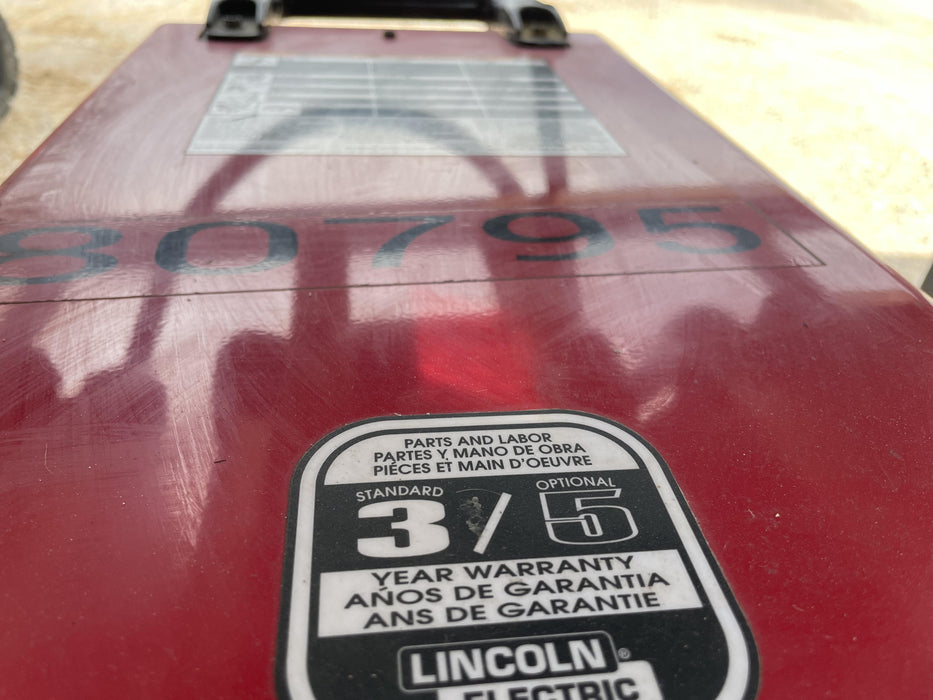 80795
PARTS AND LABOR
PARTES Y MANO DE OBRA
PIÈCES ET MAIN D'OEUVRE
STANDARD OPTIONAL
3/5
YEAR WARRANTY
AÑOS DE GARANTIA
ANS DE GARANTIE
LINCOLN®
ELECTRIC